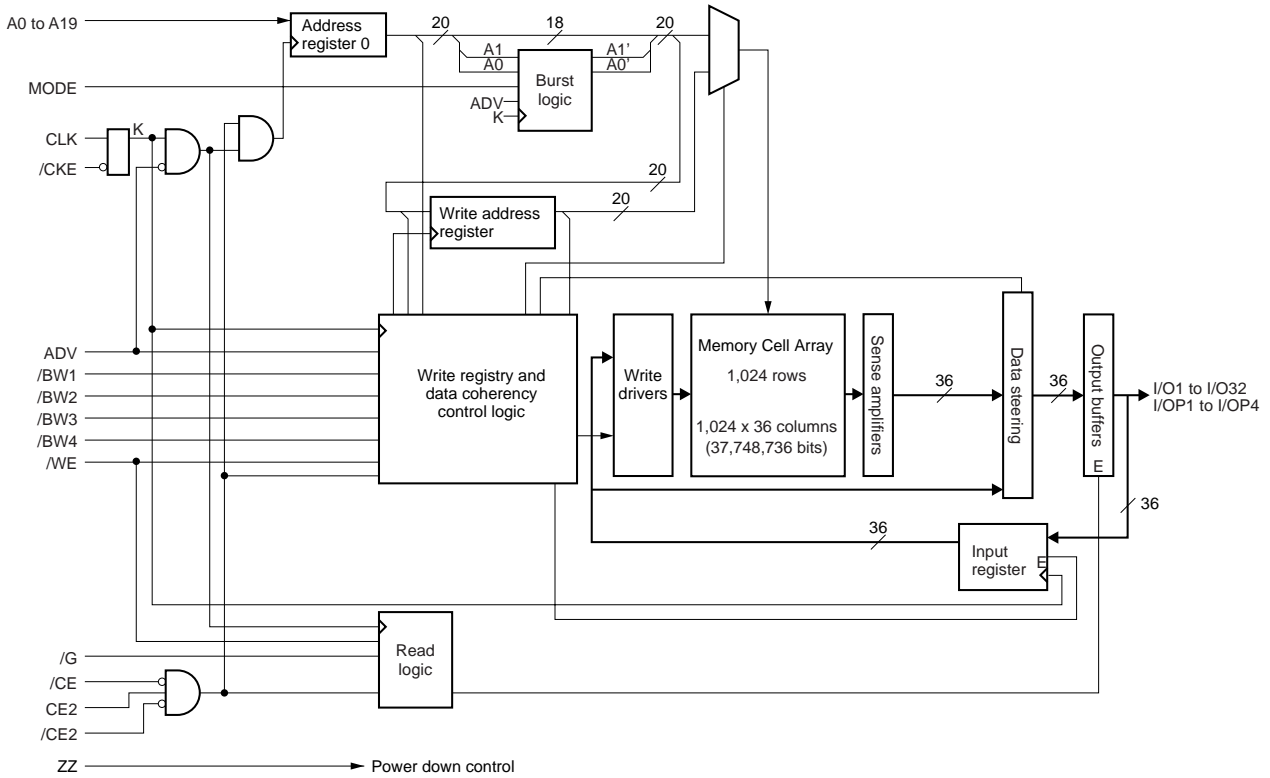 A0 to A19
Address
register 0
20
18
20
A1
A0
A1'
A0'
MODE
Burst
logic
ADV
K
CLK
K
/CKE
20
20
Write address
register
ADV
/BW1
/BW2
/BW3
/BW4
/WE
Write registry and
data coherency
control logic
Write
drivers
Memory Cell Array
1,024 rows
1,024 x 36 columns
(37,748,736 bits)
Sense amplifiers
36
Data steering
36
Output buffers
E
I/O1 to I/O32
I/OP1 to I/OP4
36
36
Input
register
E
Read
logic
/G
/CE
CE2
/CE2
ZZ
Power down control